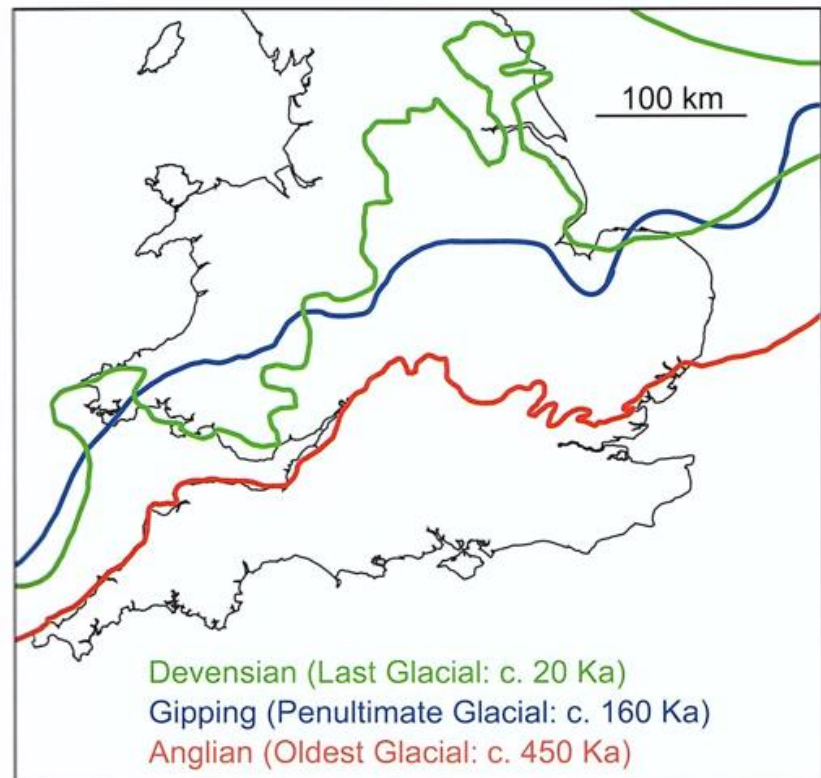 100 km
Devensian (Last Glacial: c. 20 Ka)
Gipping (Penultimate Glacial: c. 160 Ka)
Anglian (Oldest Glacial: c. 450 Ka)